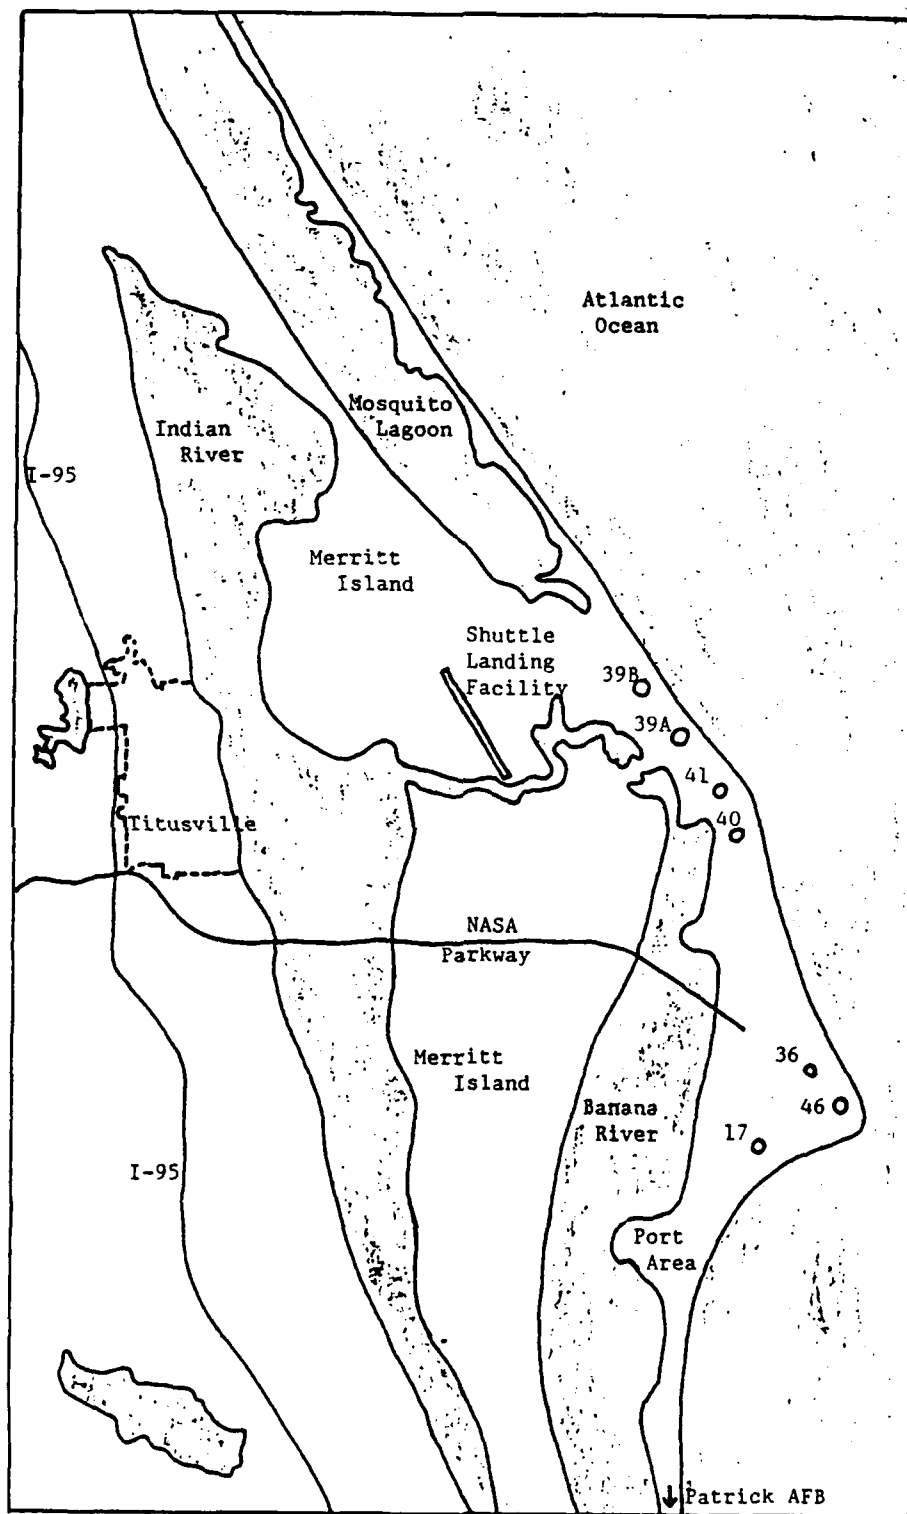 Atlantic
Ocean
Mosquito
Lagoon
Indian
River
I-95
Merritt
Island
Shuttle
Landing
Facility
39B
39A
41
40
Titusville
NASA
Parkway
36
Merritt
Island
46
Banana
River
17
I-95
Port
Area
Patrick AFB